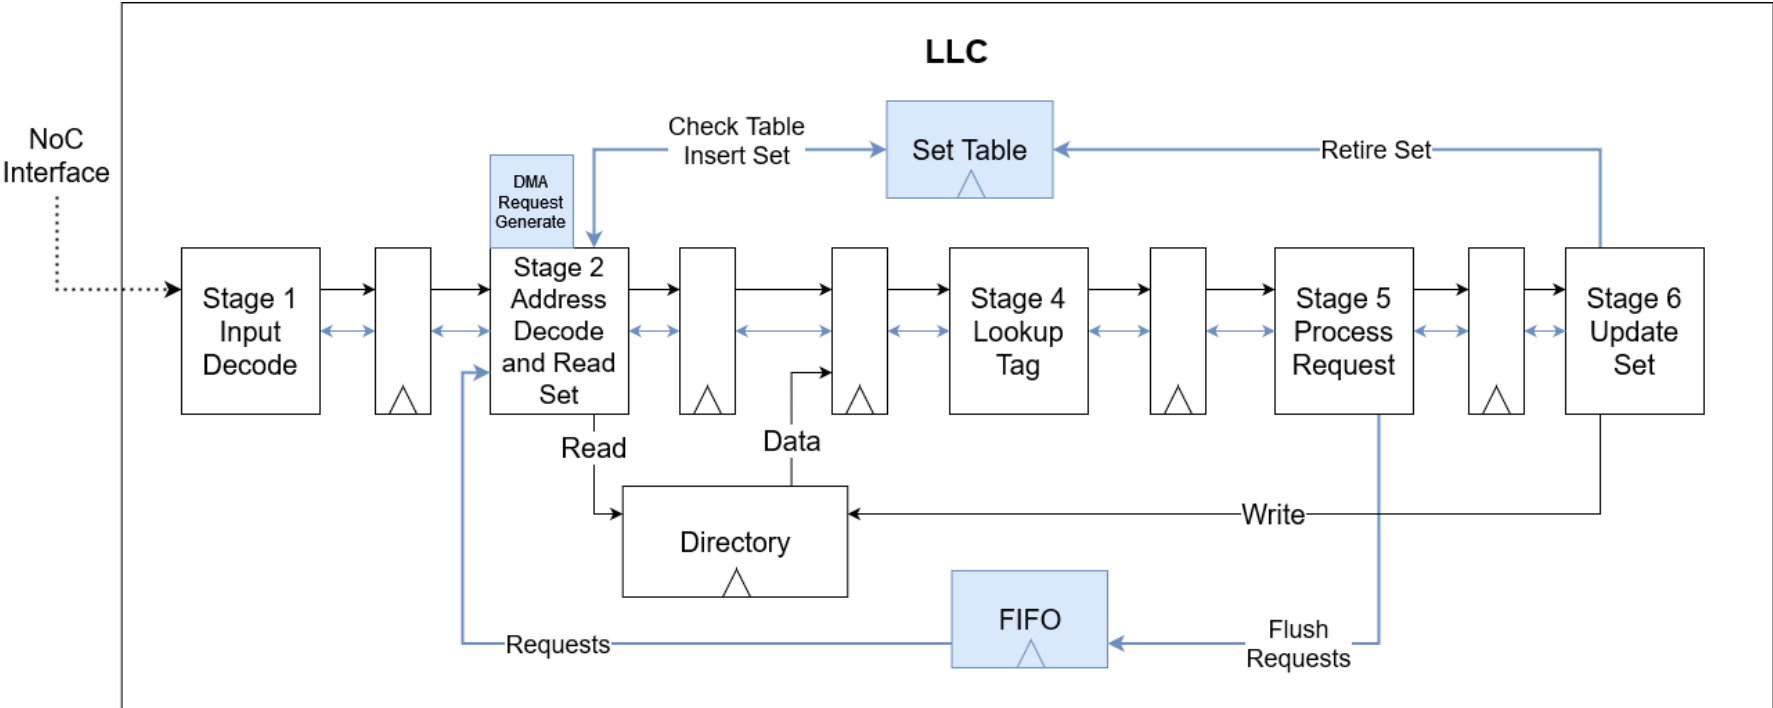 LLC
NoC
Interface
Check Table
Insert Set
Set Table
Retire Set
DMA
Request
Generate
Stage 1
Input
Decode
Stage 2
Address
Decode
and Read
Set
Stage 4
Lookup
Tag
Stage 5
Process
Request
Stage 6
Update
Set
Read
Data
Directory
Write
FIFO
Requests
Flush
Requests